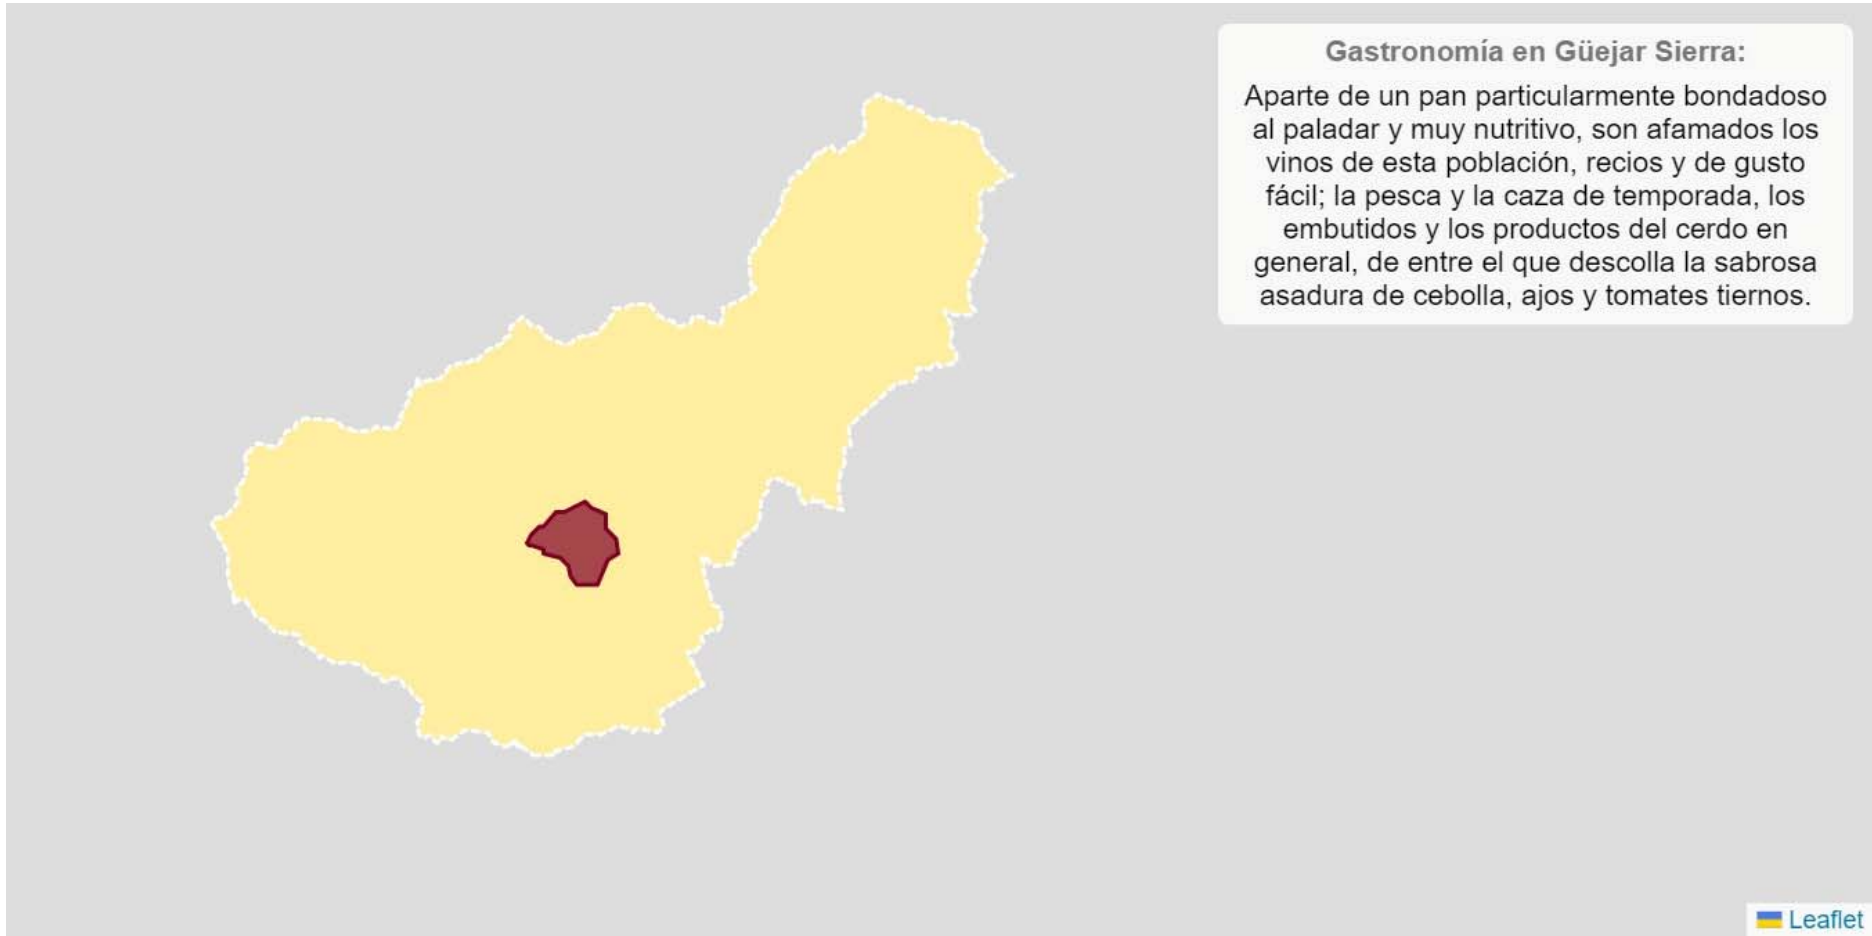 Gastronomía en Güejar Sierra:
Aparte de un pan particularmente bondadoso
al paladar y muy nutritivo, son afamados los
vinos de esta población, recios y de gusto
fácil; la pesca y la caza de temporada, los
embutidos y los productos del cerdo en
general, de entre el que descolla la sabrosa
asadura de cebolla, ajos y tomates tiernos.
Leaflet